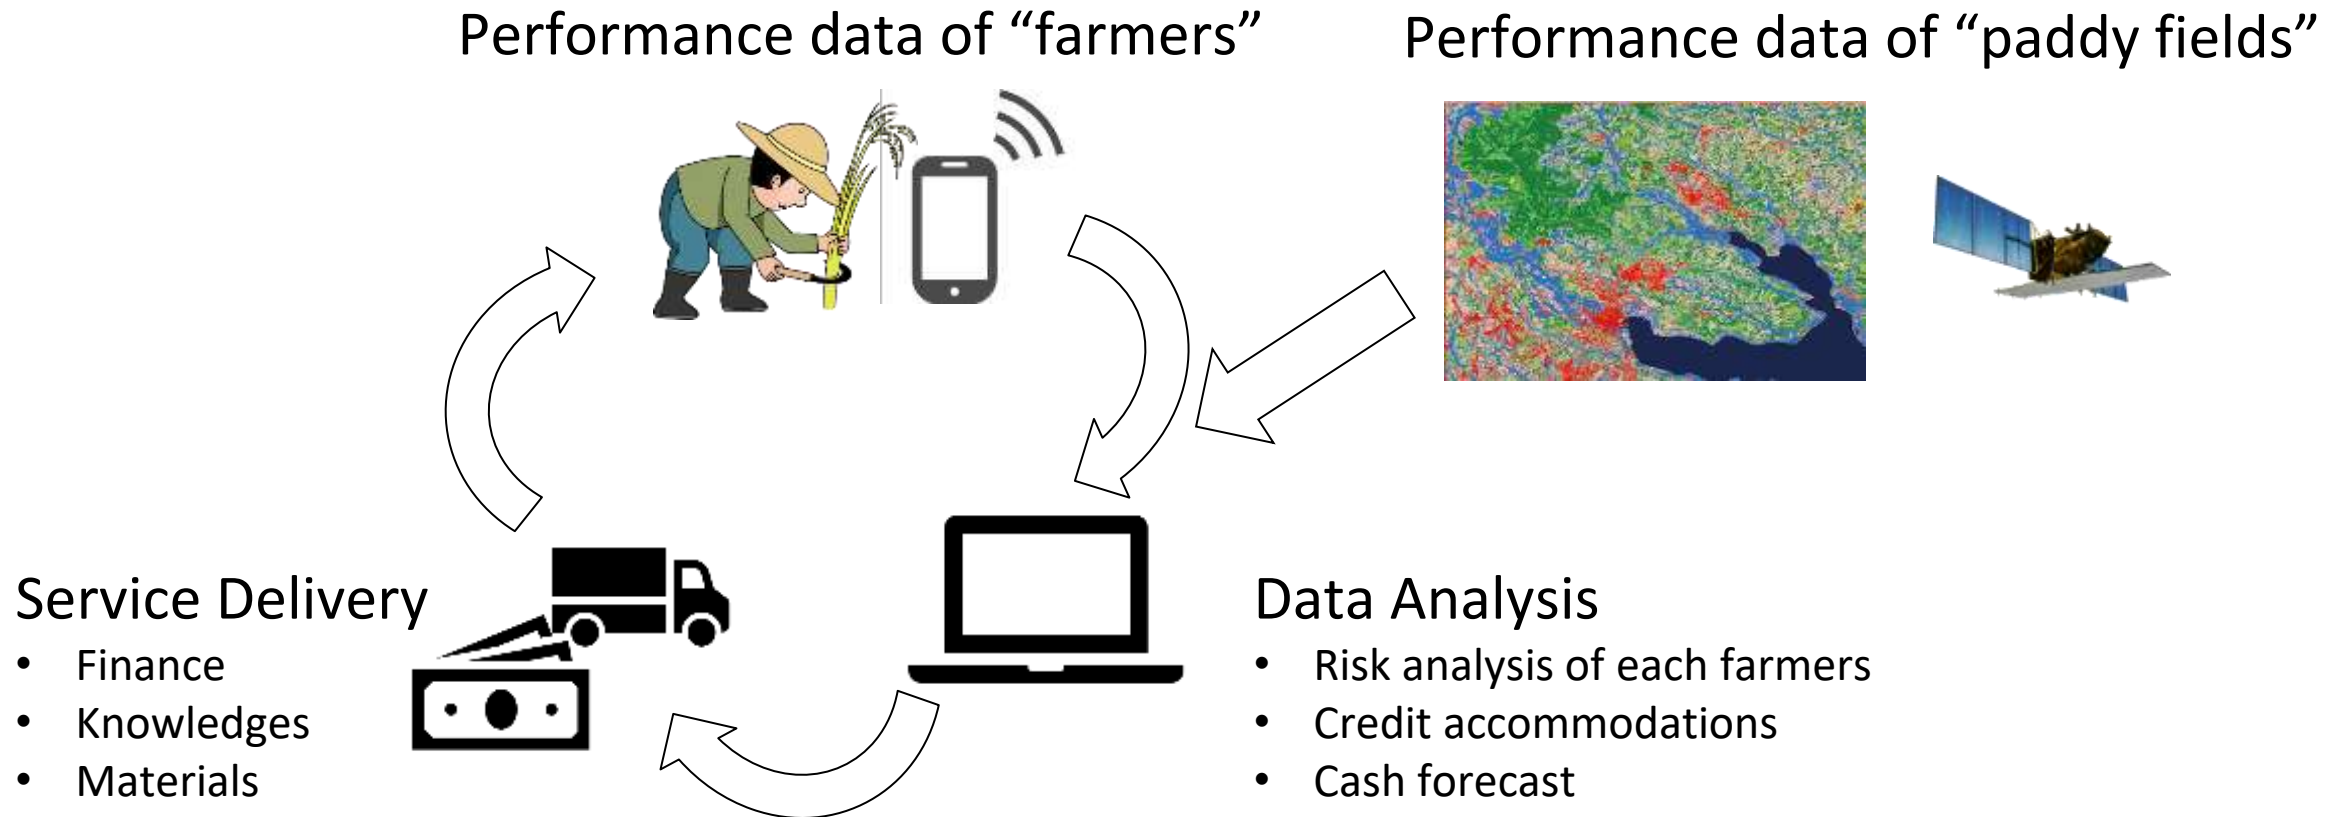 Performance data of “farmers”
Performance data of “paddy fields”
Service Delivery
• Finance
• Knowledges
• Materials
Data Analysis
• Risk analysis of each farmers
• Credit accommodations
• Cash forecast